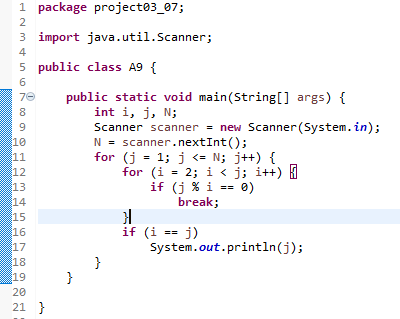 1 package project03_07;
2
3 import java.util.Scanner;
4
5 public class A9 {
6
7     public static void main(String[] args) {
8         int i, j, N;
9         Scanner scanner = new Scanner(System.in);
10         N = scanner.nextInt();
11         for (j = 1; j <= N; j++) {
12             for (i = 2; i < j; i++) {
13                 if (j % i == 0)
14                     break;
15             }
16             if (i == j)
17                 System.out.println(j);
18         }
19     }
20
21 }